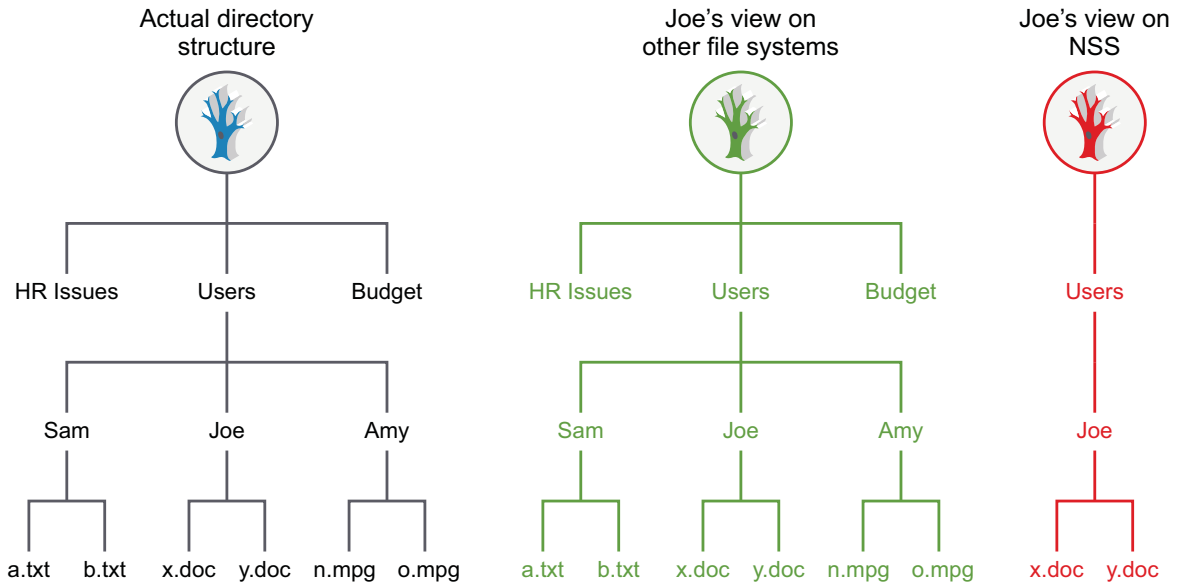 Actual directory
structure
HR Issues
Users
Budget
Sam
Joe
Amy
a.txt
b.txt
x.doc
y.doc
n.mpg
o.mpg
Joe’s view on
other file systems
HR Issues
Users
Budget
Sam
Joe
Amy
a.txt
b.txt
x.doc
y.doc
n.mpg
o.mpg
Joe’s view on
NSS
Users
Joe
x.doc
y.doc